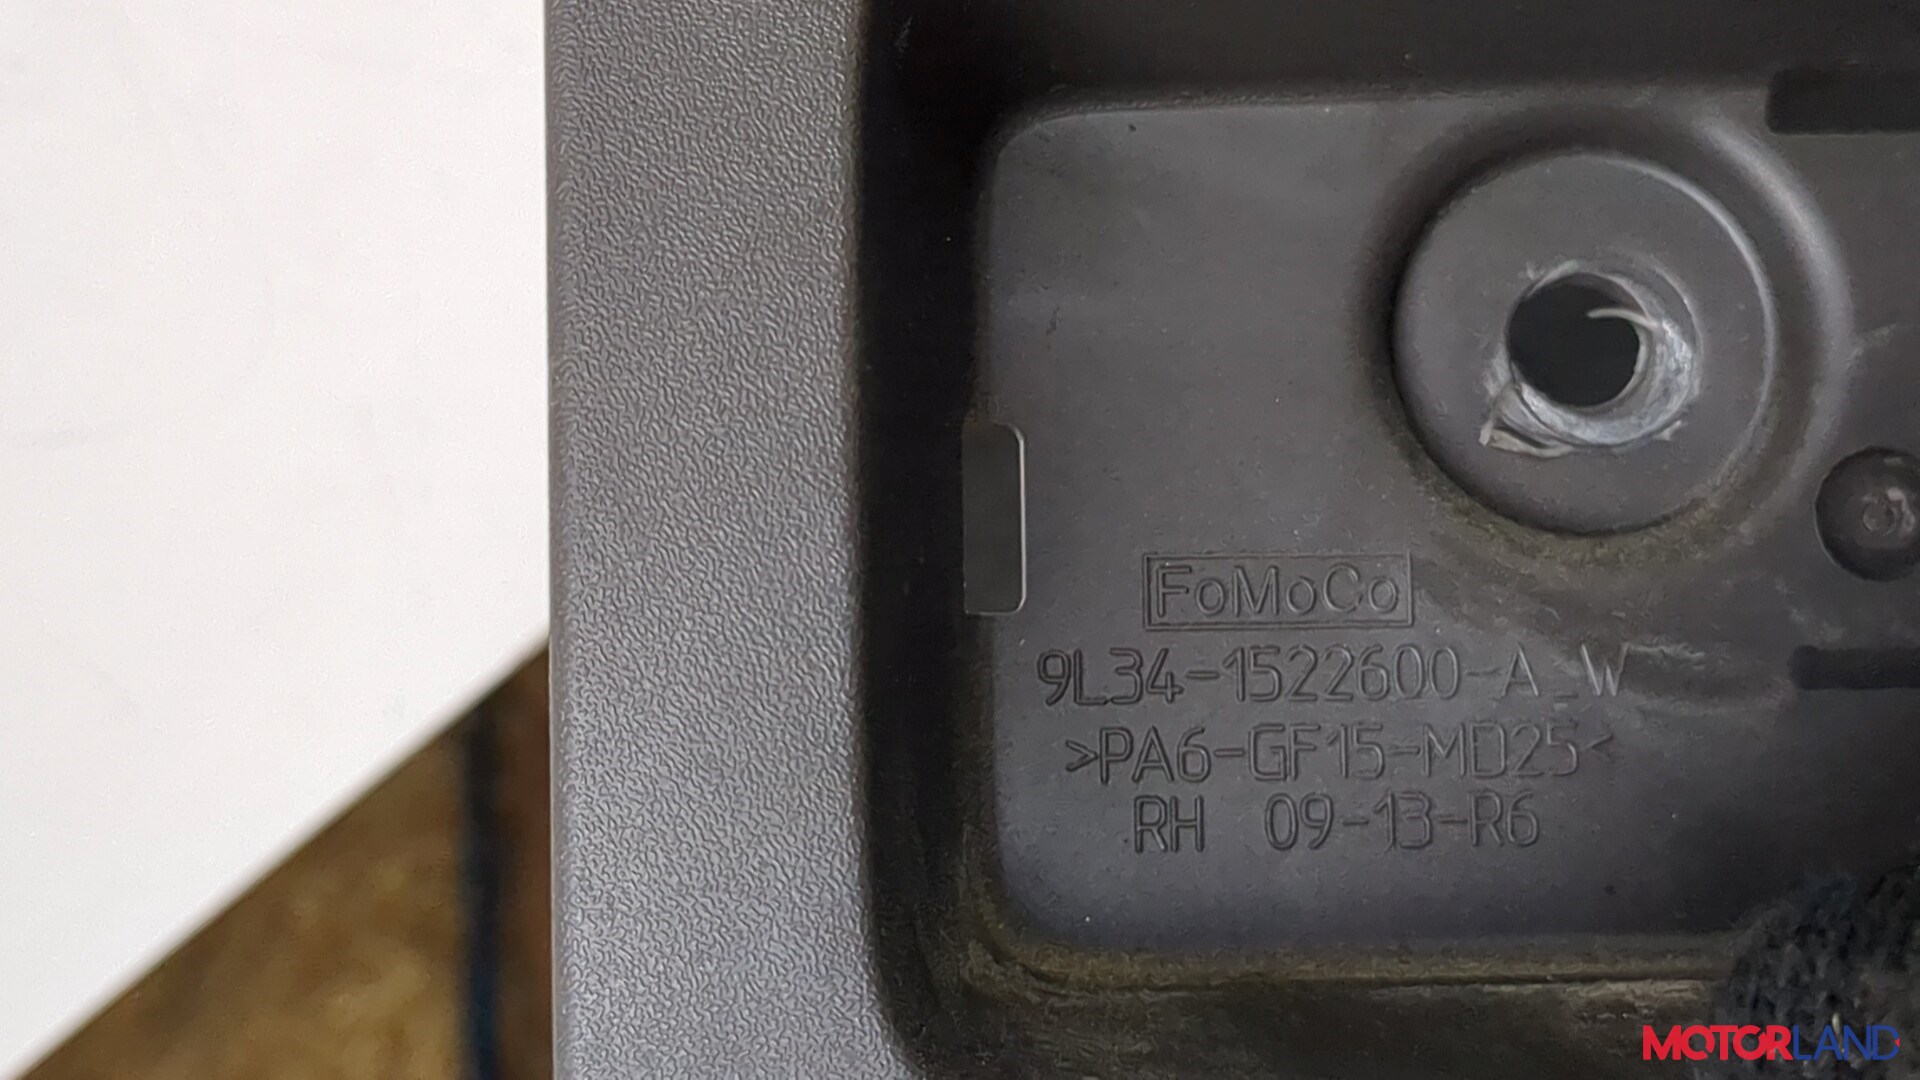 FoMoCo
9L34-1522600-A_W
>PA6-GF15-MD25<
RH 09-13-R6
MOTORLAND